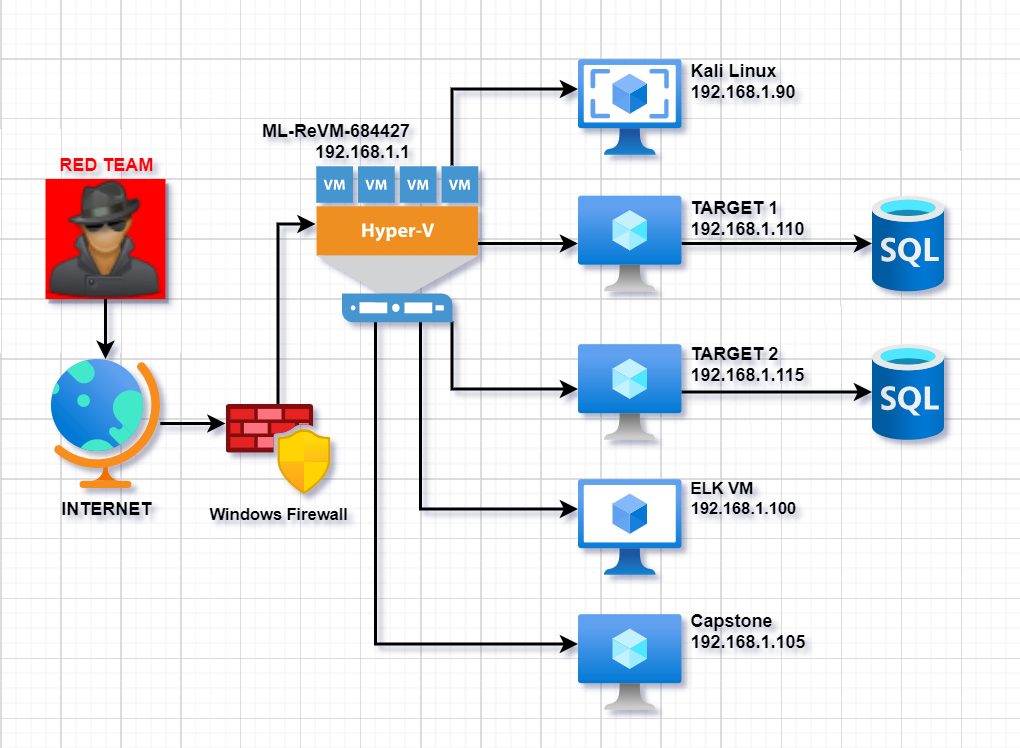 Kali Linux
192.168.1.90
ML-ReVM-684427
192.168.1.1
RED TEAM
VM VM VM VM
Hyper-V
TARGET 1
192.168.1.110
SQL
TARGET 2
192.168.1.115
SQL
INTERNET
Windows Firewall
ELK VM
192.168.1.100
Capstone
192.168.1.105